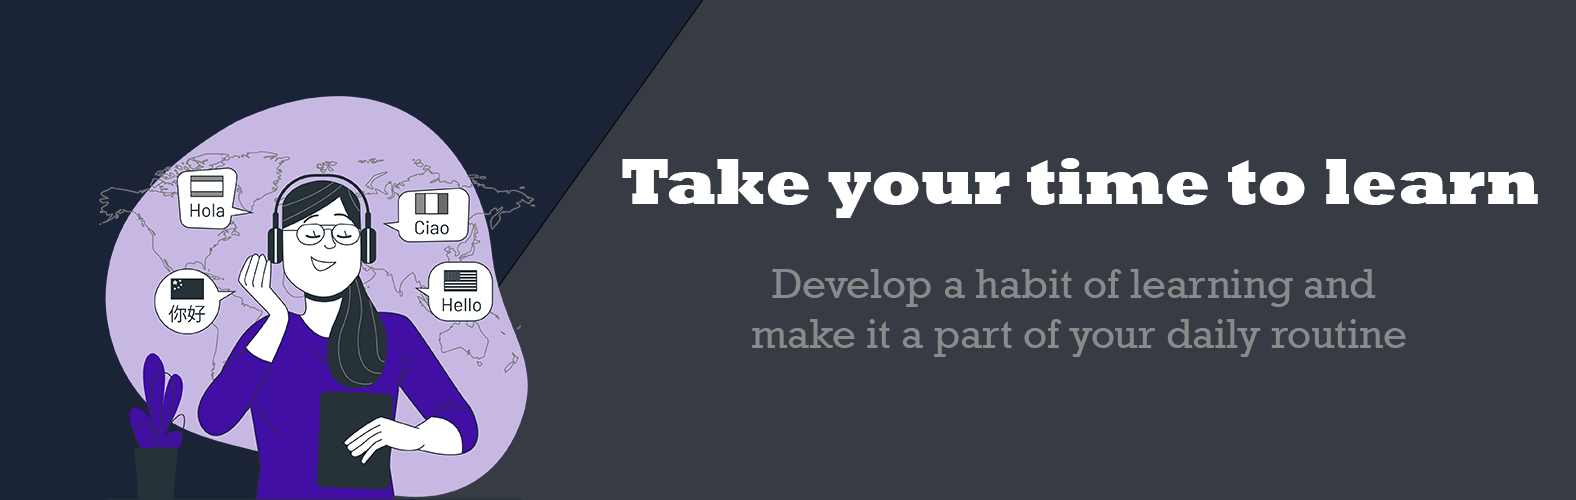 Hola
Ciao
你好
Hello
Take your time to learn
Develop a habit of learning and
make it a part of your daily routine